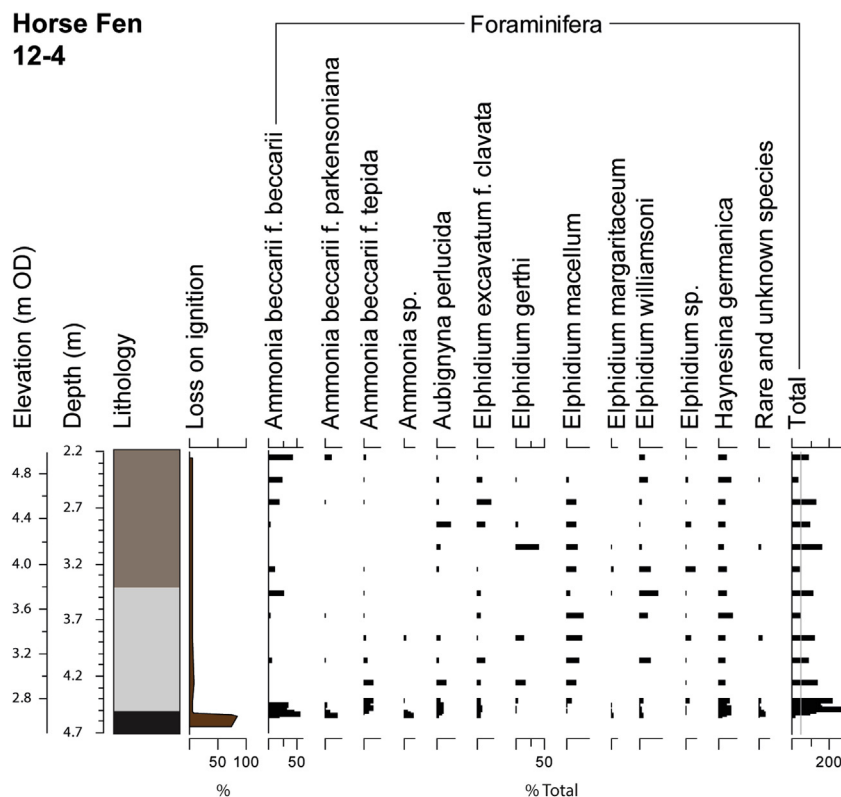 Horse Fen
12-4
Foraminifera
Elevation (m OD)
Depth (m)
Lithology
Loss on ignition
Ammonia beccarii f. beccarii
Ammonia beccarii f. parkensoniana
Ammonia beccarii f. tepida
Ammonia sp.
Aubignyna perlucida
Elphidium excavatum f. clavata
Elphidium gerthi
Elphidium macellum
Elphidium margaritaceum
Elphidium williamsoni
Elphidium sp.
Haynesina germanica
Rare and unknown species
Total
4.8
4.4
4.0
3.6
3.2
2.8
2.2
2.7
3.2
3.7
4.2
4.7
50 100
50
50
200
%
% Total